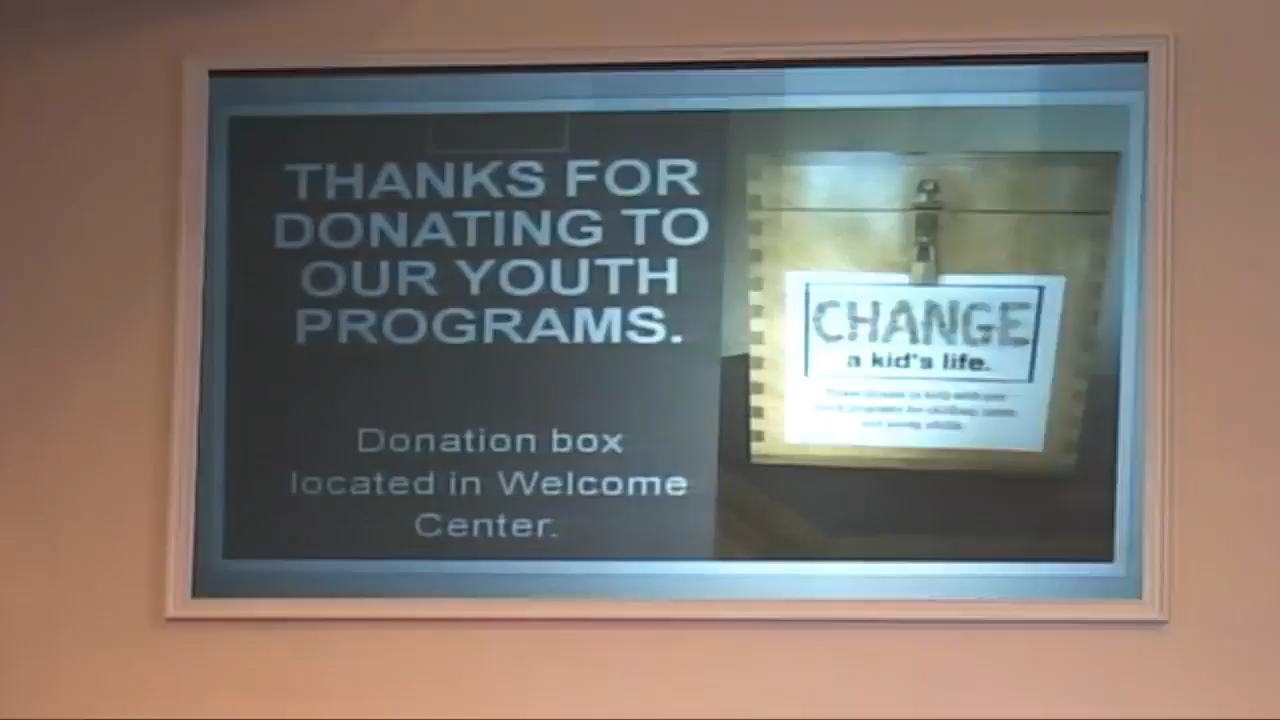 THANKS FOR
DONATING TO
OUR YOUTH
PROGRAMS.
Donation box
located in Welcome
Center.
CHANGE
a kid's life.